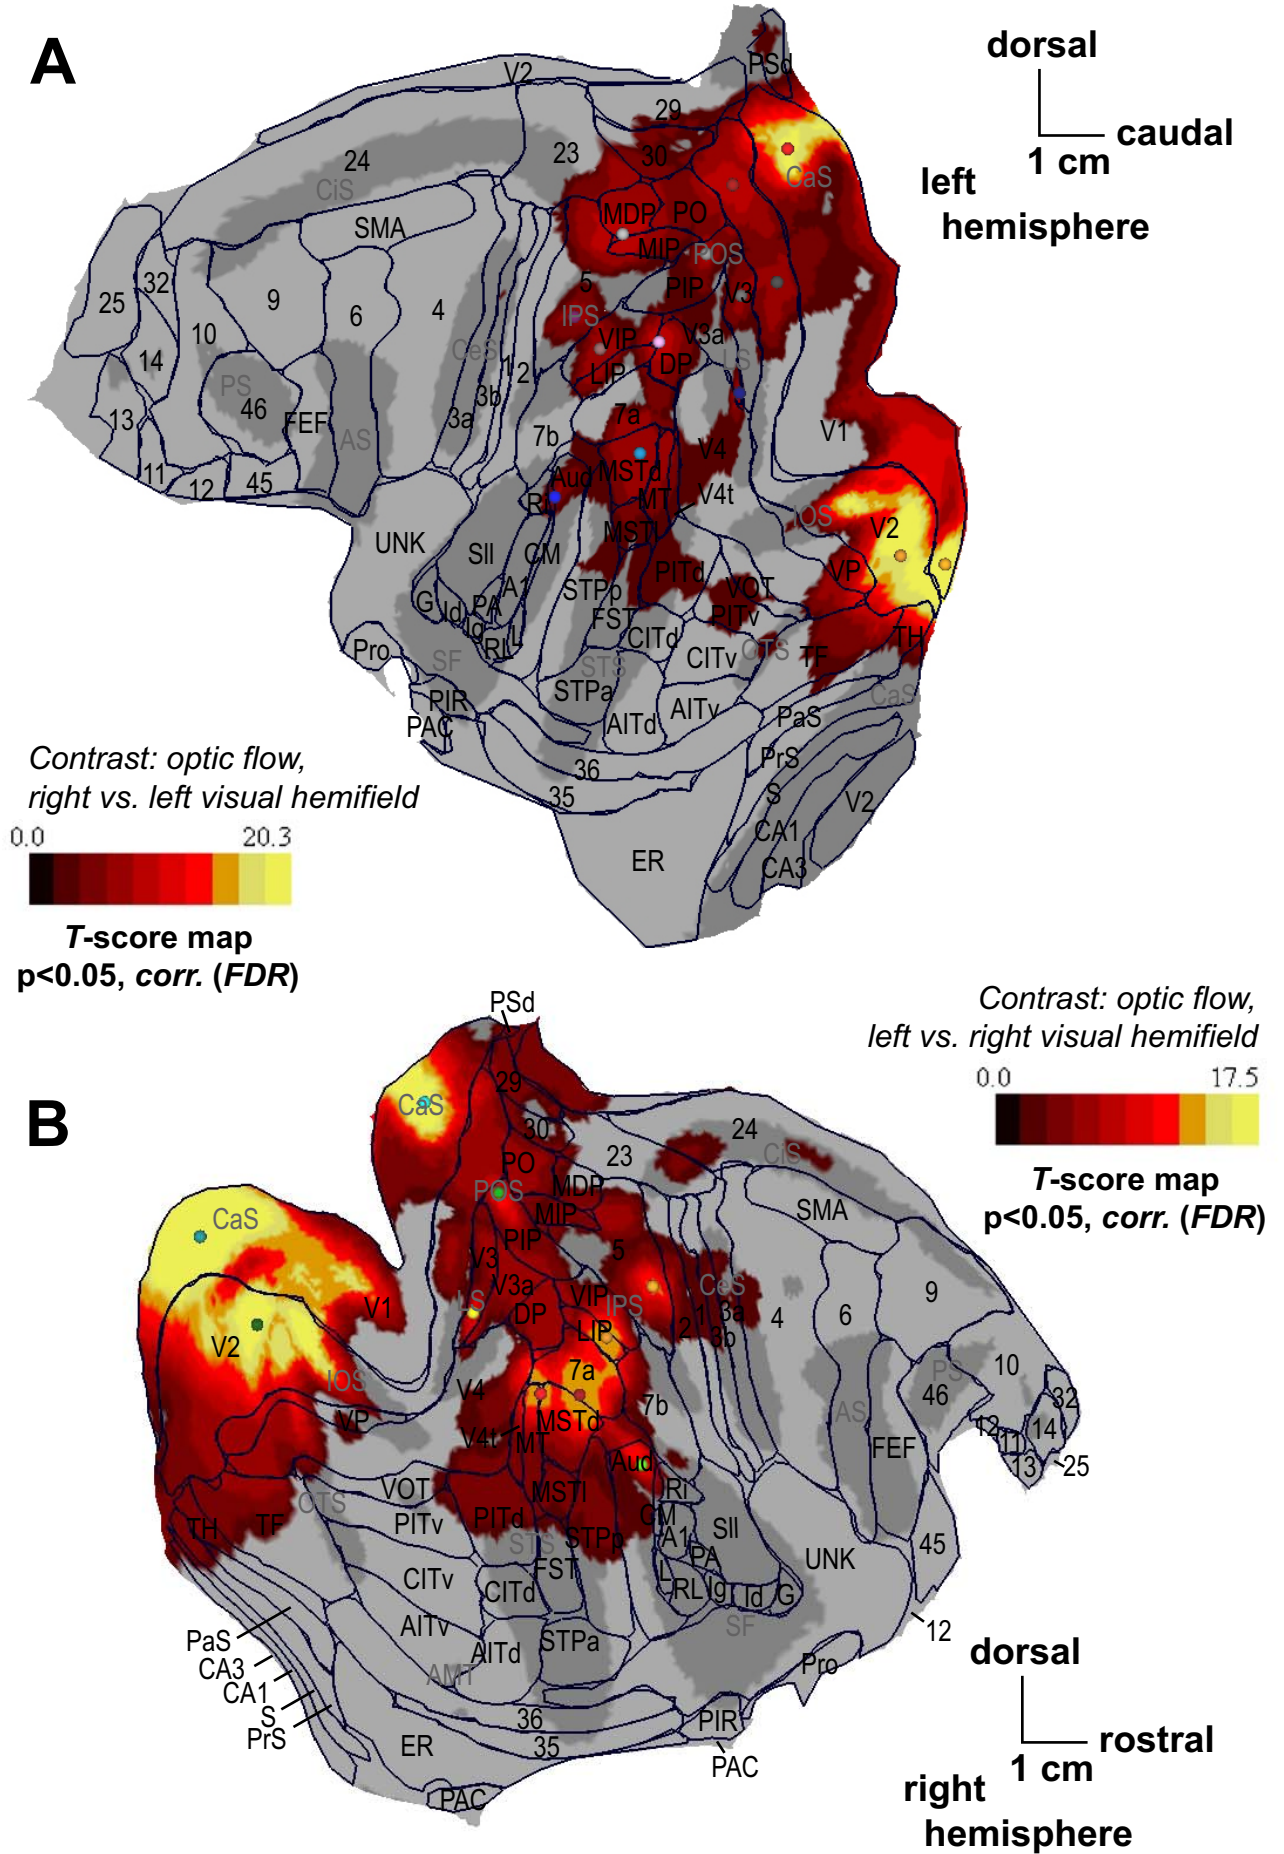 A
dorsal
caudal
1 cm
left
hemisphere
PSd
V2
29
24
23
30
CiS
CaS
SMA
MDP
PO
MIP
POS
32
25
9
6
4
5
PIP
V3
10
IPS
VIP
V3a
14
CeS
1
2
LIP
DP
LS
PS
46
3b
13
FEF
3a
7a
AS
7b
V4
V1
11
12
45
Aud
MSTd
Ri
MT
V4t
IOS
V2
UNK
SII
CM
MSTl
A1
STPp
PITd
VOT
VP
G
Id
PA
Ig
L
FST
PITv
Pro
RL
CITd
TH
SF
STS
CITv
OTS
TF
PIR
STPa
CaS
PAC
AITd
AITv
PaS
36
PrS
35
S
V2
CA1
ER
CA3
Contrast: optic flow,
right vs. left visual hemifield
0.0 20.3
T-score map
p<0.05, corr. (FDR)
Contrast: optic flow,
left vs. right visual hemifield
0.0 17.5
T-score map
p<0.05, corr. (FDR)
B
PSd
29
CaS
30
24
23
CiS
PO
POS
MDP
MIP
SMA
CaS
PIP
5
V3
V3a
CeS
9
LS
VIP
IPS
DP
2
1
3a
3b
4
6
V1
LIP
V2
7a
10
IOS
V4
PS
46
32
VP
7b
AS
MSTd
12
11
14
V4t
MT
FEF
13
25
Aud
VOT
MSTl
Ri
OTS
PITv
PITd
CM
TH
TF
STS
STPp
A1
SII
45
PA
UNK
FST
L
CITv
CITd
RL
Ig
Id
G
AITv
SF
12
PaS
AITd
STPa
CA3
AMT
Pro
CA1
S
36
PIR
PrS
ER
35
PAC
PAC
dorsal
rostral
1 cm
right
hemisphere